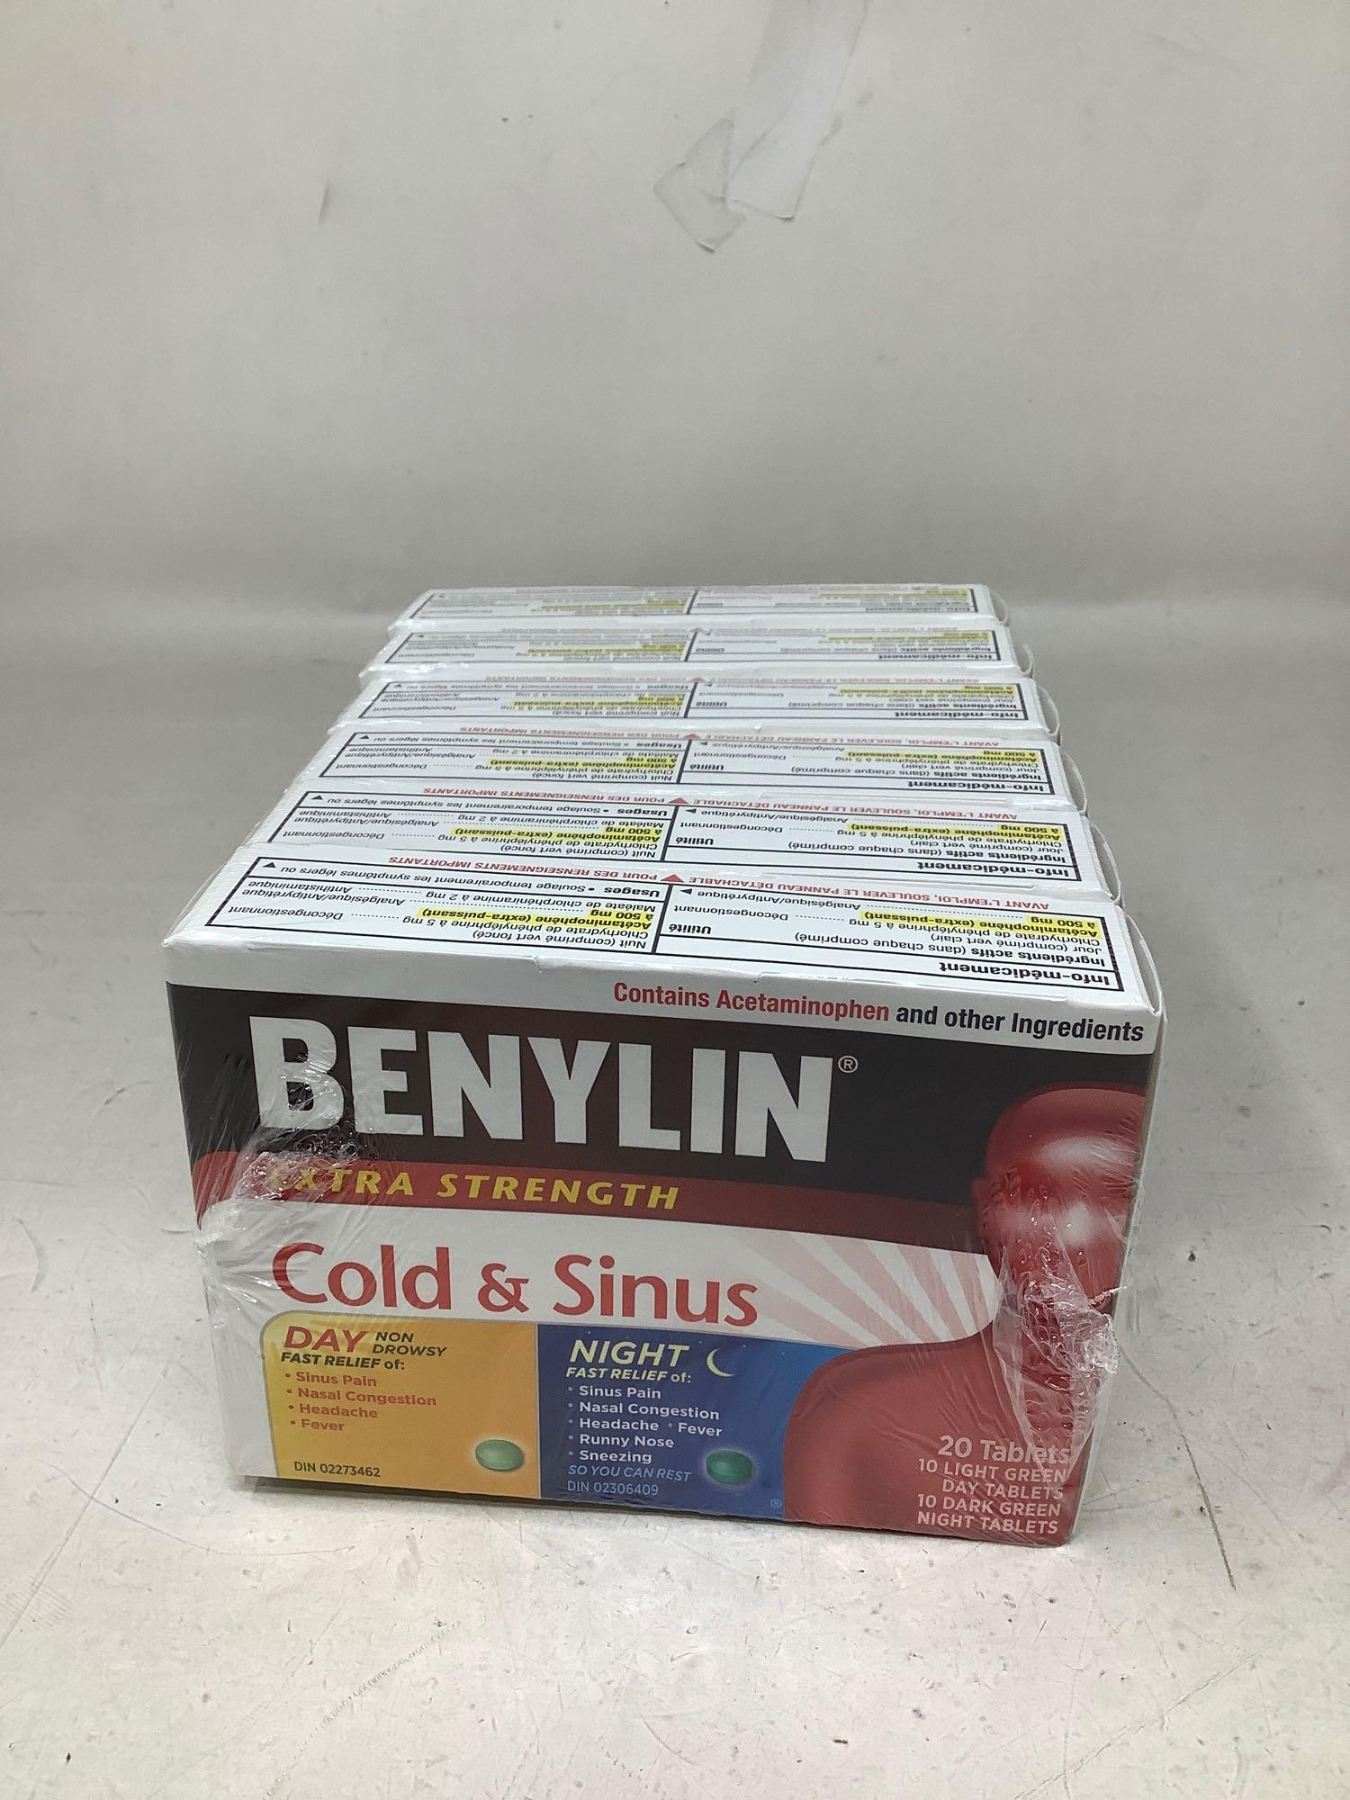 Info-médicament
Ingrédients actifs (dans chaque comprimé)
Utilité
Jour (comprimé vert clair)
Chlorhydrate de phényléphrine à 5 mg ........ Décongestionnant
Acétaminophène (extra-puissant)
à 500 mg ........ Analgésique/Antipyrétique
Nuit (comprimé vert foncé)
Chlorhydrate de phényléphrine à 5 mg ........ Décongestionnant
Acétaminophène (extra-puissant)
à 500 mg ........ Analgésique/Antipyrétique
Maléate de chlorphéniramine à 2 mg ........ Antihistaminique
Usages • Soulage temporairement les symptômes légers ou
AVANT L'EMPLOI, SOULEVER LE PANNEAU DÉTACHABLE POUR DES RENSEIGNEMENTS IMPORTANTS
Contains Acetaminophen and other Ingredients
BENYLIN®
EXTRA STRENGTH
Cold & Sinus
DAY NON
DROWSY
FAST RELIEF of:
• Sinus Pain
• Nasal Congestion
• Headache
• Fever
DIN 02273462
NIGHT
FAST RELIEF of:
• Sinus Pain
• Nasal Congestion
• Headache • Fever
• Runny Nose
• Sneezing
SO YOU CAN REST
DIN 02306409
®
20 Tablets
10 LIGHT GREEN
DAY TABLETS
10 DARK GREEN
NIGHT TABLETS